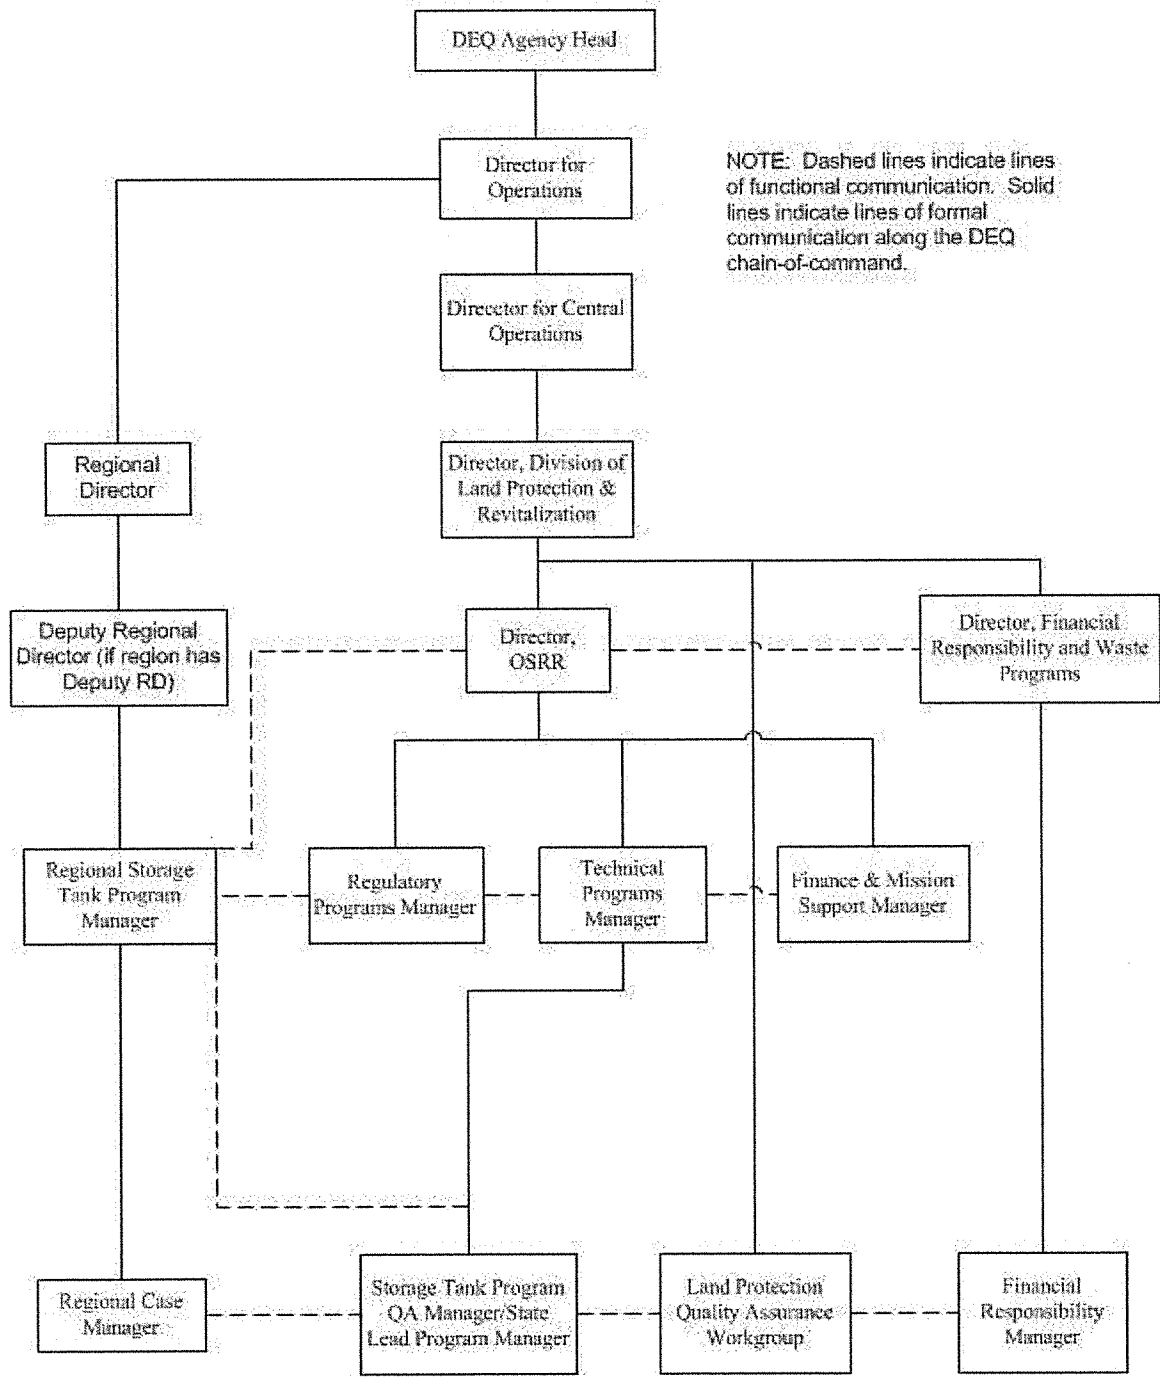 DEQ Agency Head
Director for
Operations
NOTE: Dashed lines indicate lines
of functional communication. Solid
lines indicate lines of formal
communication along the DEQ
chain-of-command.
Direcctor for Central
Operations
Regional
Director
Director, Division of
Land Protection &
Revitalization
Deputy Regional
Director (if region has
Deputy RD)
Director,
OSRR
Director, Financial
Responsibility and Waste
Programs
Regional Storage
Tank Program
Manager
Regulatory
Programs Manager
Technical
Programs
Manager
Finance & Mission
Support Manager
Regional Case
Manager
Storage Tank Program
QA Manager/State
Lead Program Manager
Land Protection
Quality Assurance
Workgroup
Financial
Responsibility
Manager